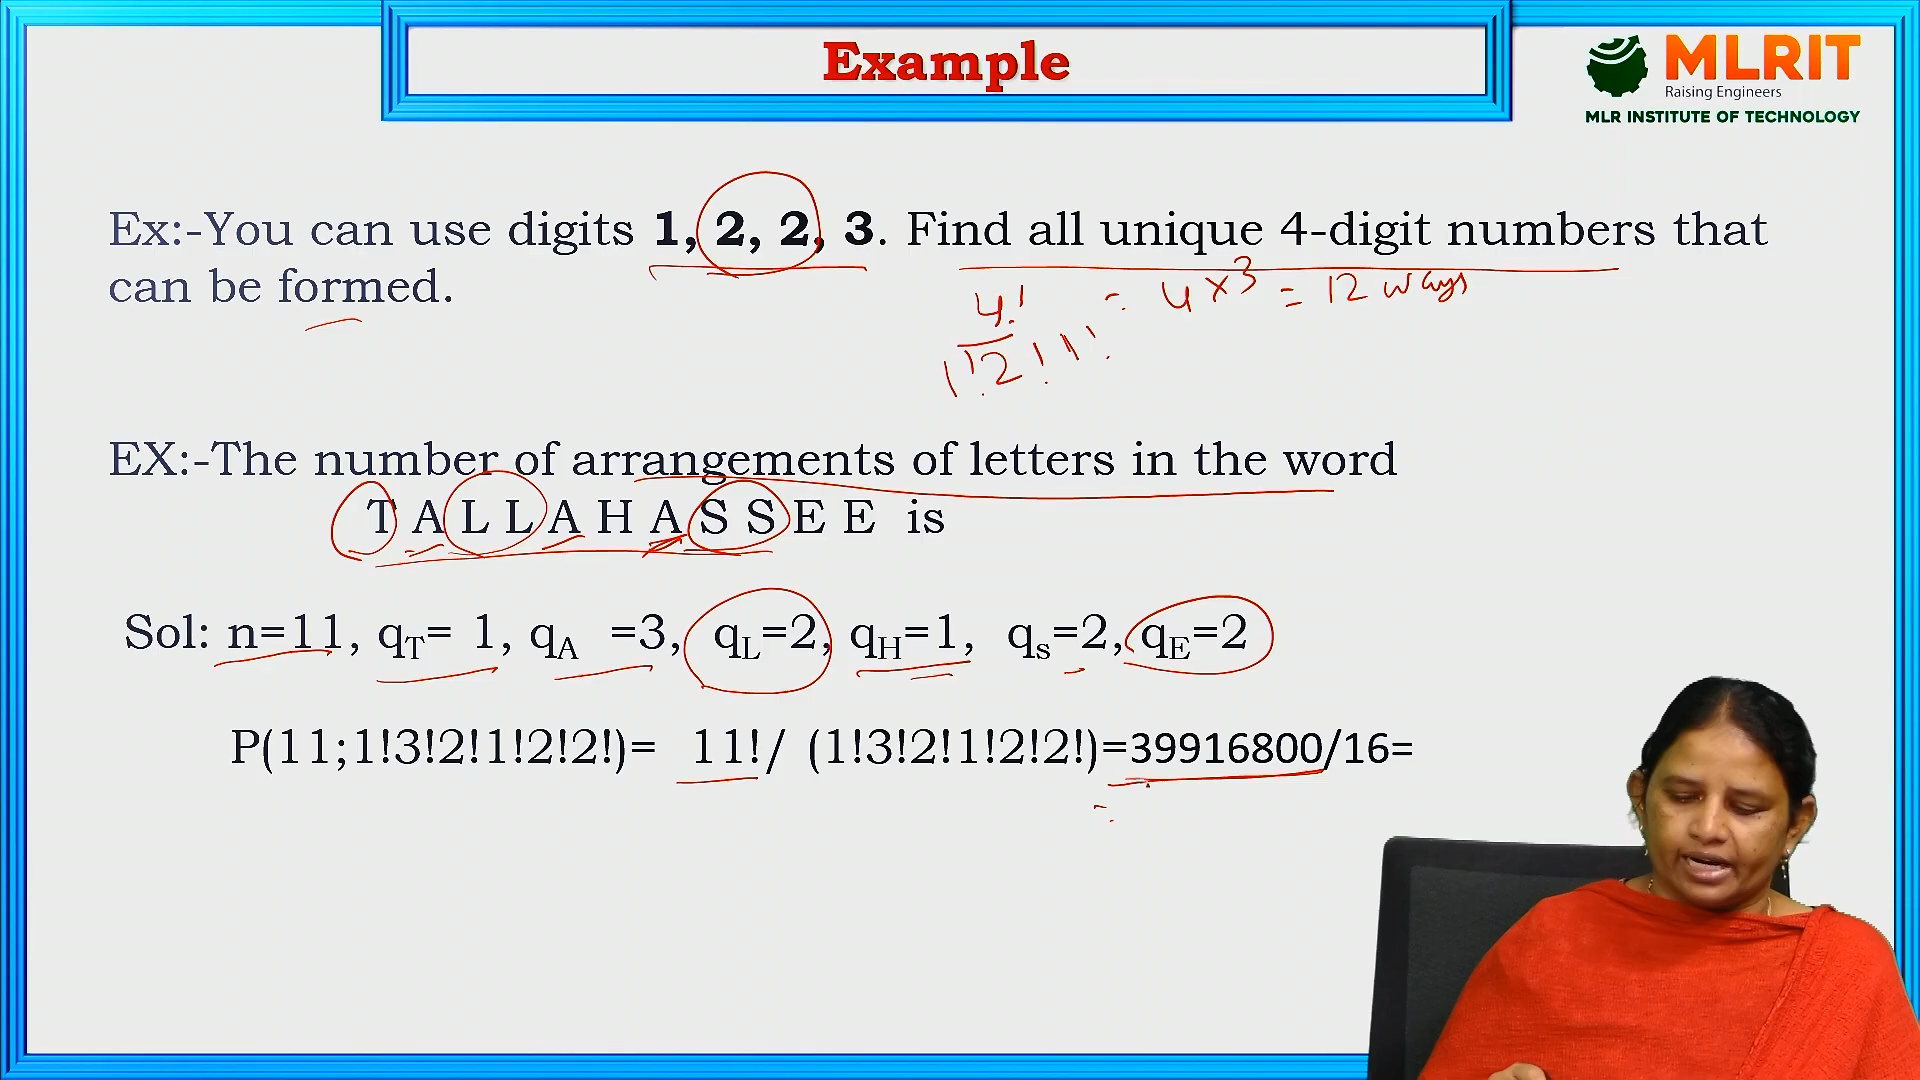 Example
MLRIT
Raising Engineers
MLR INSTITUTE OF TECHNOLOGY
Ex:-You can use digits 1, 2, 2, 3. Find all unique 4-digit numbers that
can be formed.
4! / 1! 2! 1! = 4 × 3 = 12 ways
EX:-The number of arrangements of letters in the word
T A L L A H A S S E E is
Sol: n=11, qT= 1, qA =3, qL=2, qH=1, qs=2, qE=2
P(11;1!3!2!1!2!2!)= 11!/ (1!3!2!1!2!2!)=39916800/16=
=